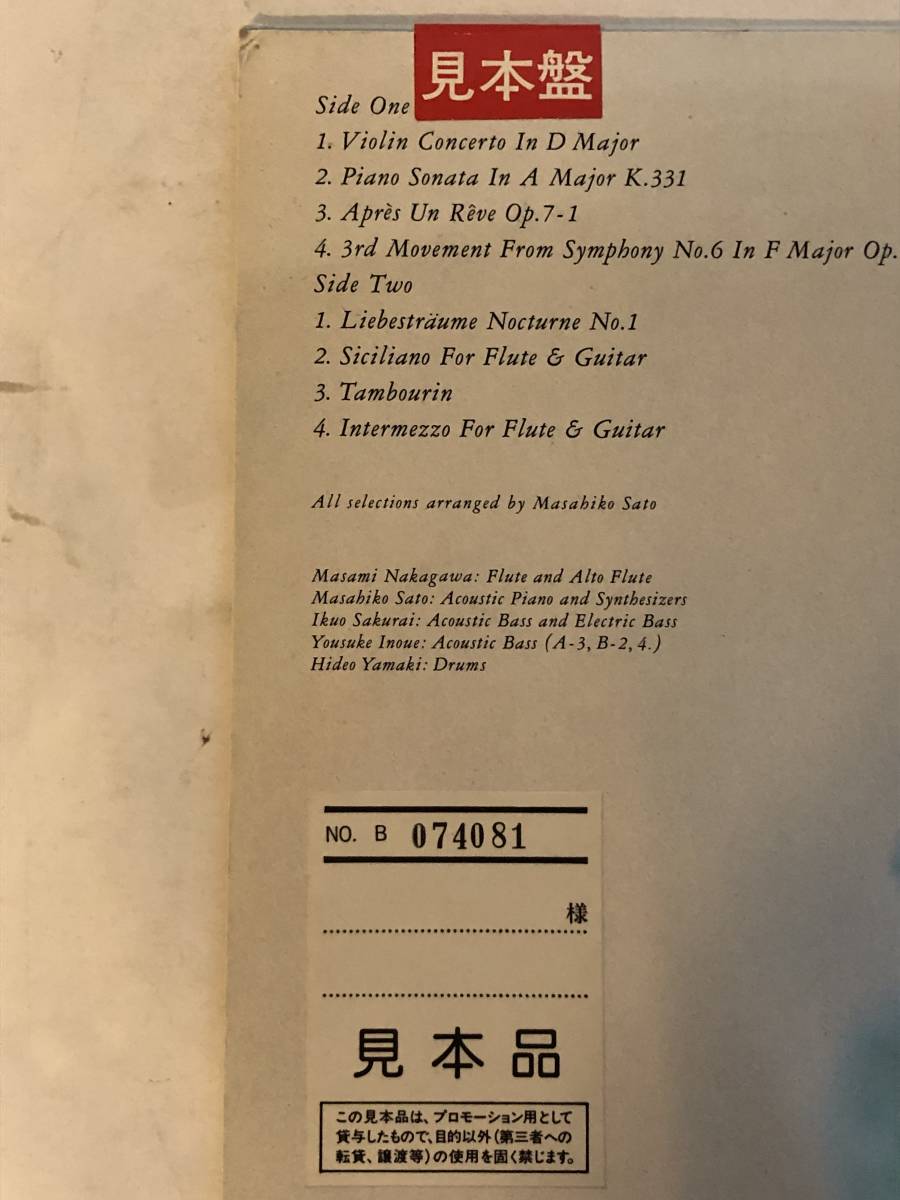 見本盤
Side One
1. Violin Concerto In D Major
2. Piano Sonata In A Major K.331
3. Après Un Rêve Op.7-1
4. 3rd Movement From Symphony No.6 In F Major Op.
Side Two
1. Liebesträume Nocturne No.1
2. Siciliano For Flute & Guitar
3. Tambourin
4. Intermezzo For Flute & Guitar
All selections arranged by Masahiko Sato
Masami Nakagawa: Flute and Alto Flute
Masahiko Sato: Acoustic Piano and Synthesizers
Ikuo Sakurai: Acoustic Bass and Electric Bass
Yousuke Inoue: Acoustic Bass (A-3, B-2, 4.)
Hideo Yamaki: Drums
NO. B 074081
様
見本品
この見本品は、プロモーション用として
貸与したもので、目的以外(第三者への
転貸、譲渡等)の使用を固く禁じます。